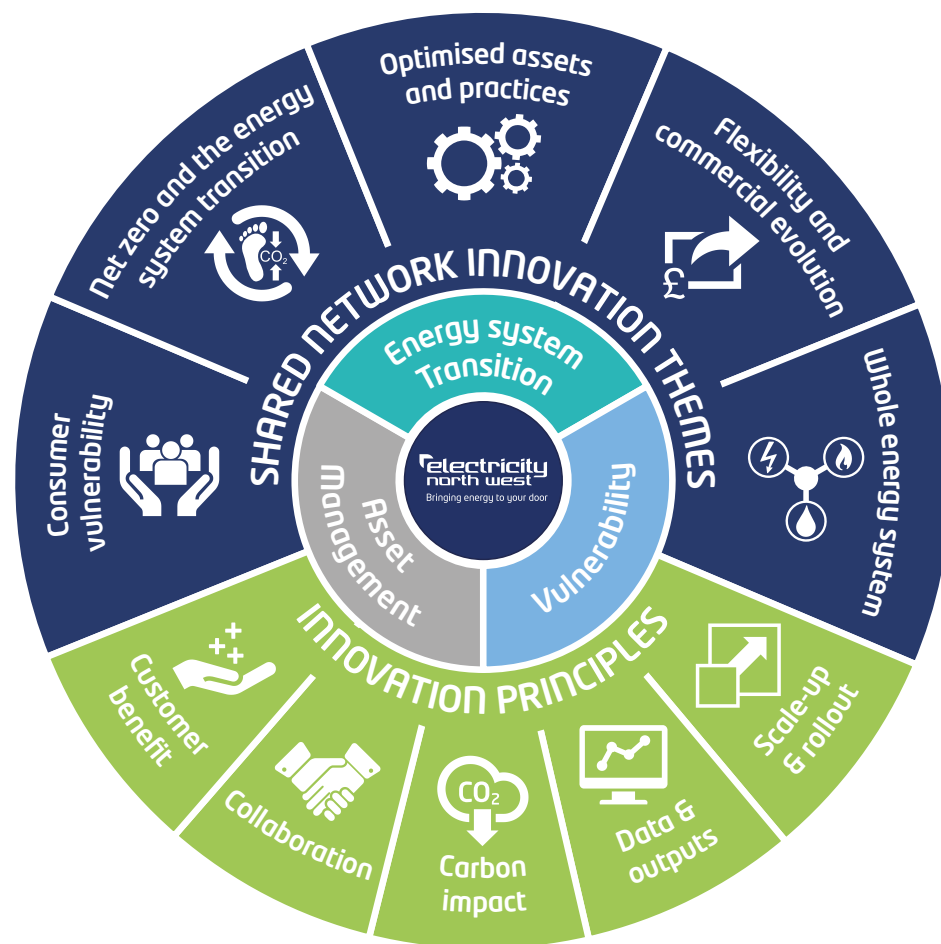 Optimised assets
and practices
Flexibility and
commercial evolution
Whole energy system
Net zero and the energy
system transition
Consumer
vulnerability
CO₂
£
SHARED NETWORK INNOVATION THEMES
Energy system
Transition
Asset
Management
Vulnerability
electricity
north west
Bringing energy to your door
INNOVATION PRINCIPLES
Customer
benefit
Collaboration
CO₂
Carbon
impact
Data &
outputs
Scale-up
& rollout